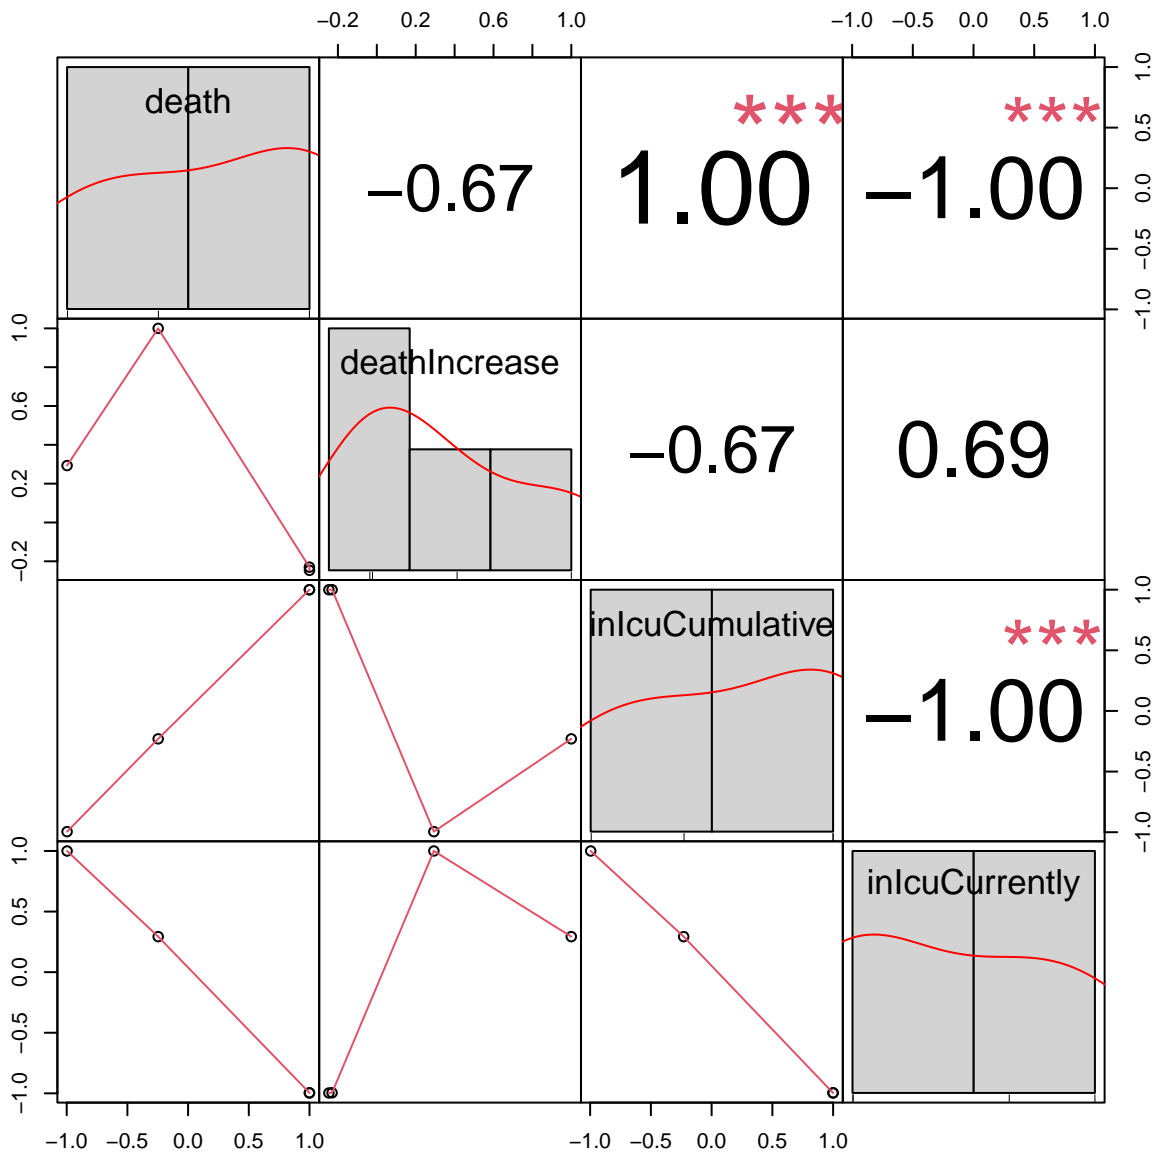 −0.2 0.2 0.6 1.0 −1.0 −0.5 0.0 0.5 1.0
death −0.67 *** 1.00 *** −1.00
−1.0 −0.5 0.0 0.5 1.0
deathIncrease −0.67 0.69
−0.2 0.2 0.6 1.0
inIcuCumulative *** −1.00
−1.0 −0.5 0.0 0.5 1.0
inIcuCurrently
−1.0 −0.5 0.0 0.5 1.0
−1.0 −0.5 0.0 0.5 1.0 −1.0 −0.5 0.0 0.5 1.0